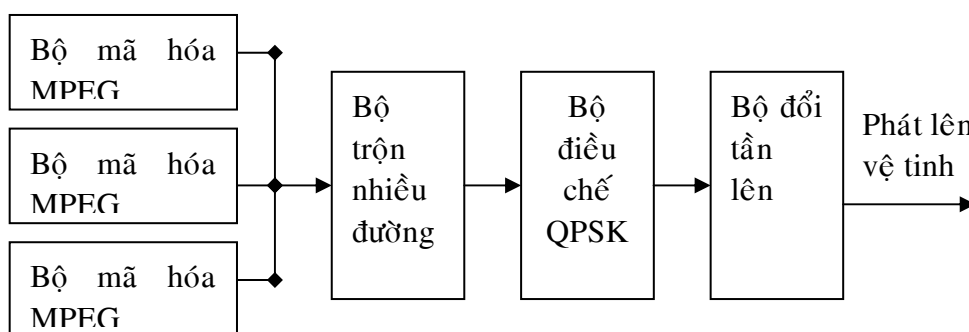 Bộ mã hóa
MPEG
Bộ mã hóa
MPEG
Bộ mã hóa
MPEG
Bộ
trộn
nhiều
đường
Bộ
điều
chế
QPSK
Bộ đổi
tần
lên
Phát lên
vệ tinh